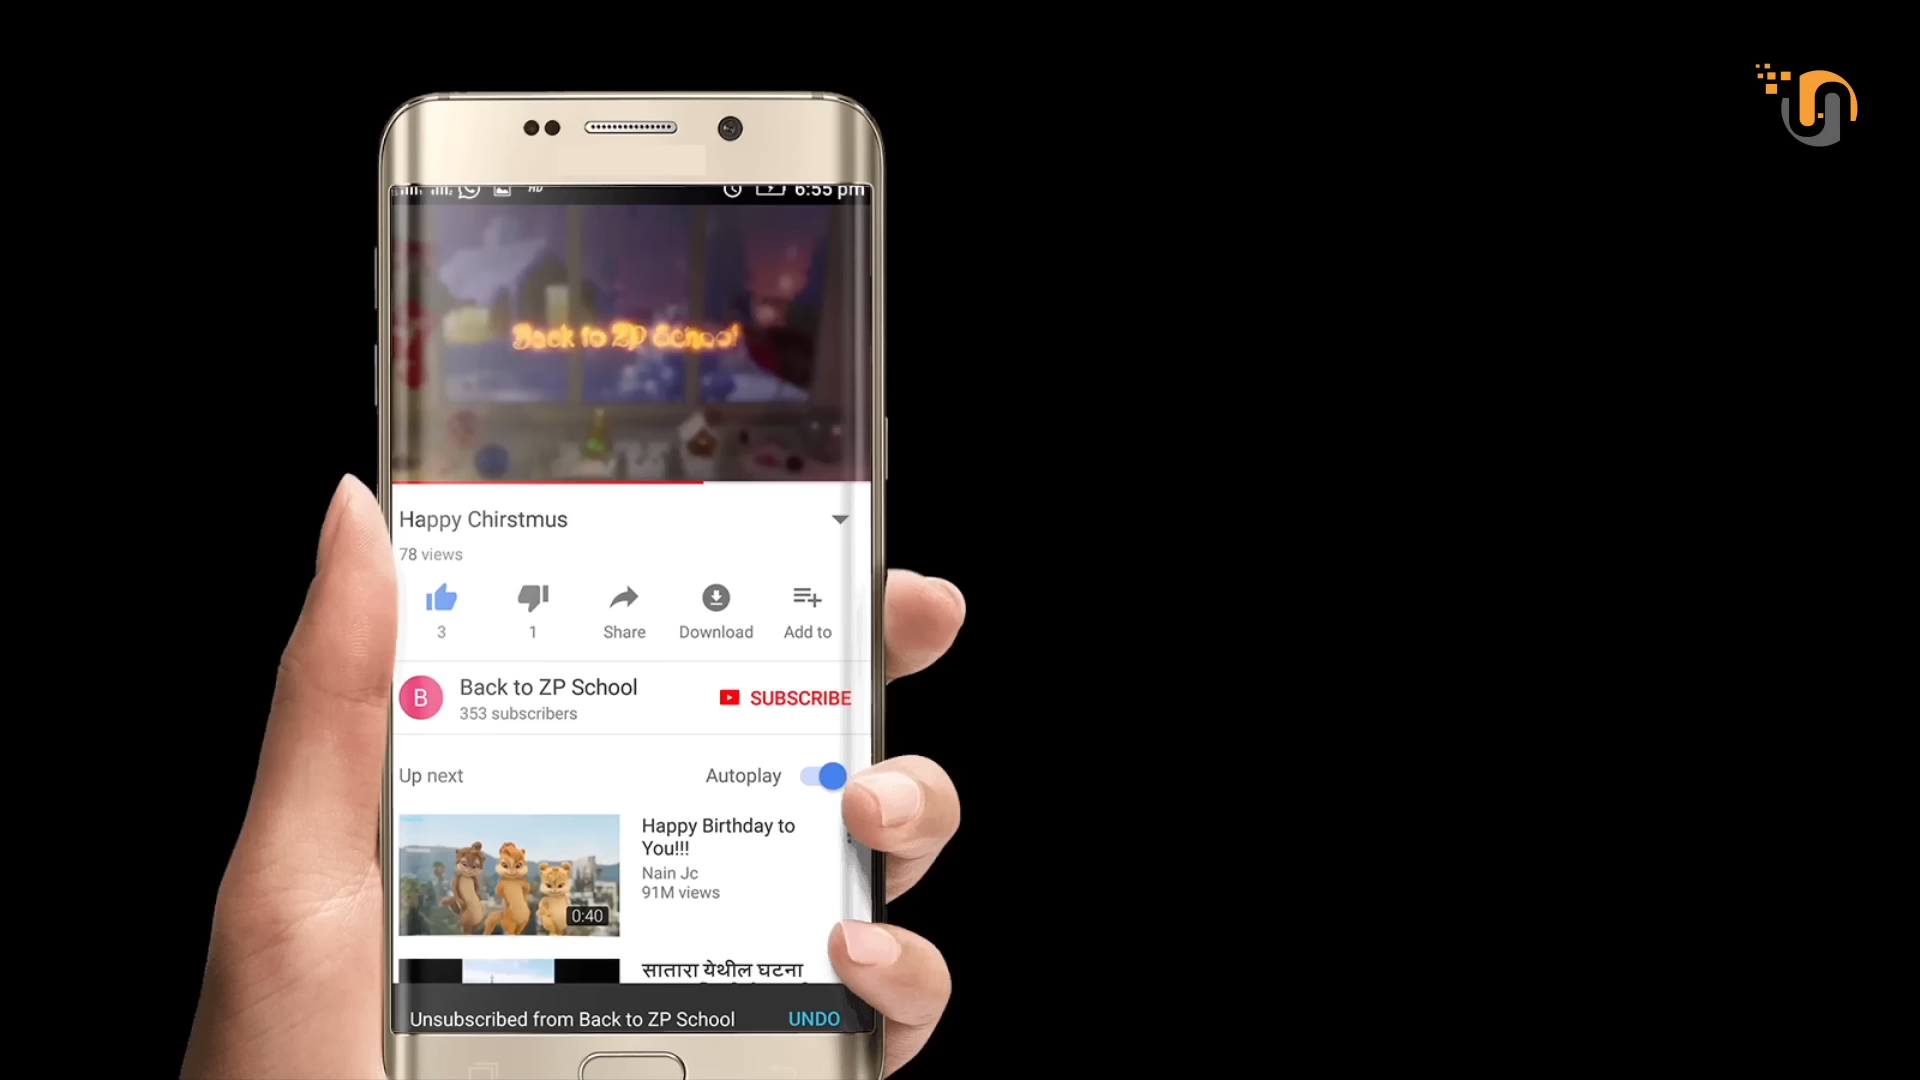 HD
6:55 pm
Back to ZP School
Happy Chirstmus
78 views
3
1
Share
Download
Add to
B
Back to ZP School
353 subscribers
SUBSCRIBE
Up next
Autoplay
Happy Birthday to
You!!!
Nain Jc
91M views
0:40
सातारा येथील घटना
Unsubscribed from Back to ZP School
UNDO